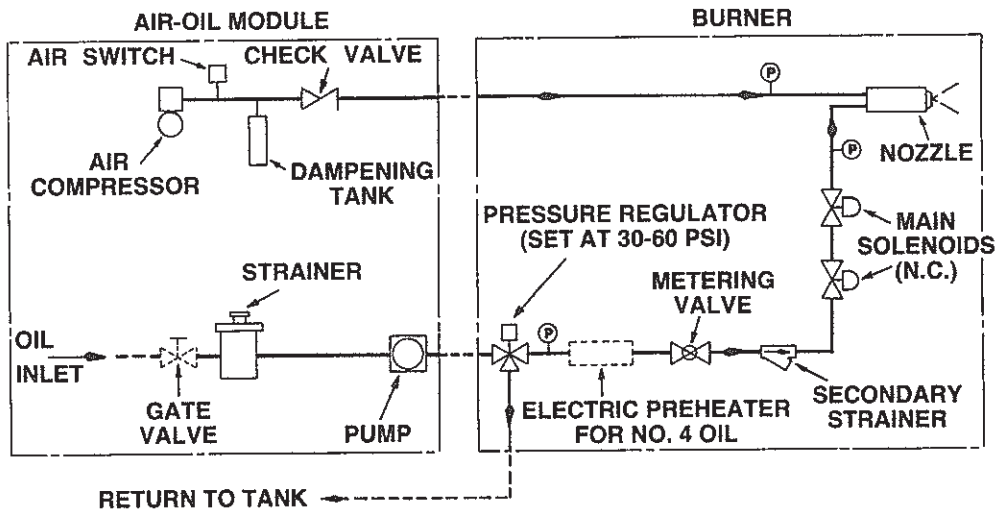 AIR-OIL MODULE
BURNER
AIR SWITCH
CHECK VALVE
P
AIR
COMPRESSOR
DAMPENING
TANK
NOZZLE
P
PRESSURE REGULATOR
(SET AT 30-60 PSI)
MAIN
SOLENOIDS
(N.C.)
STRAINER
METERING
VALVE
P
OIL
INLET
GATE
VALVE
PUMP
ELECTRIC PREHEATER
FOR NO. 4 OIL
SECONDARY
STRAINER
RETURN TO TANK